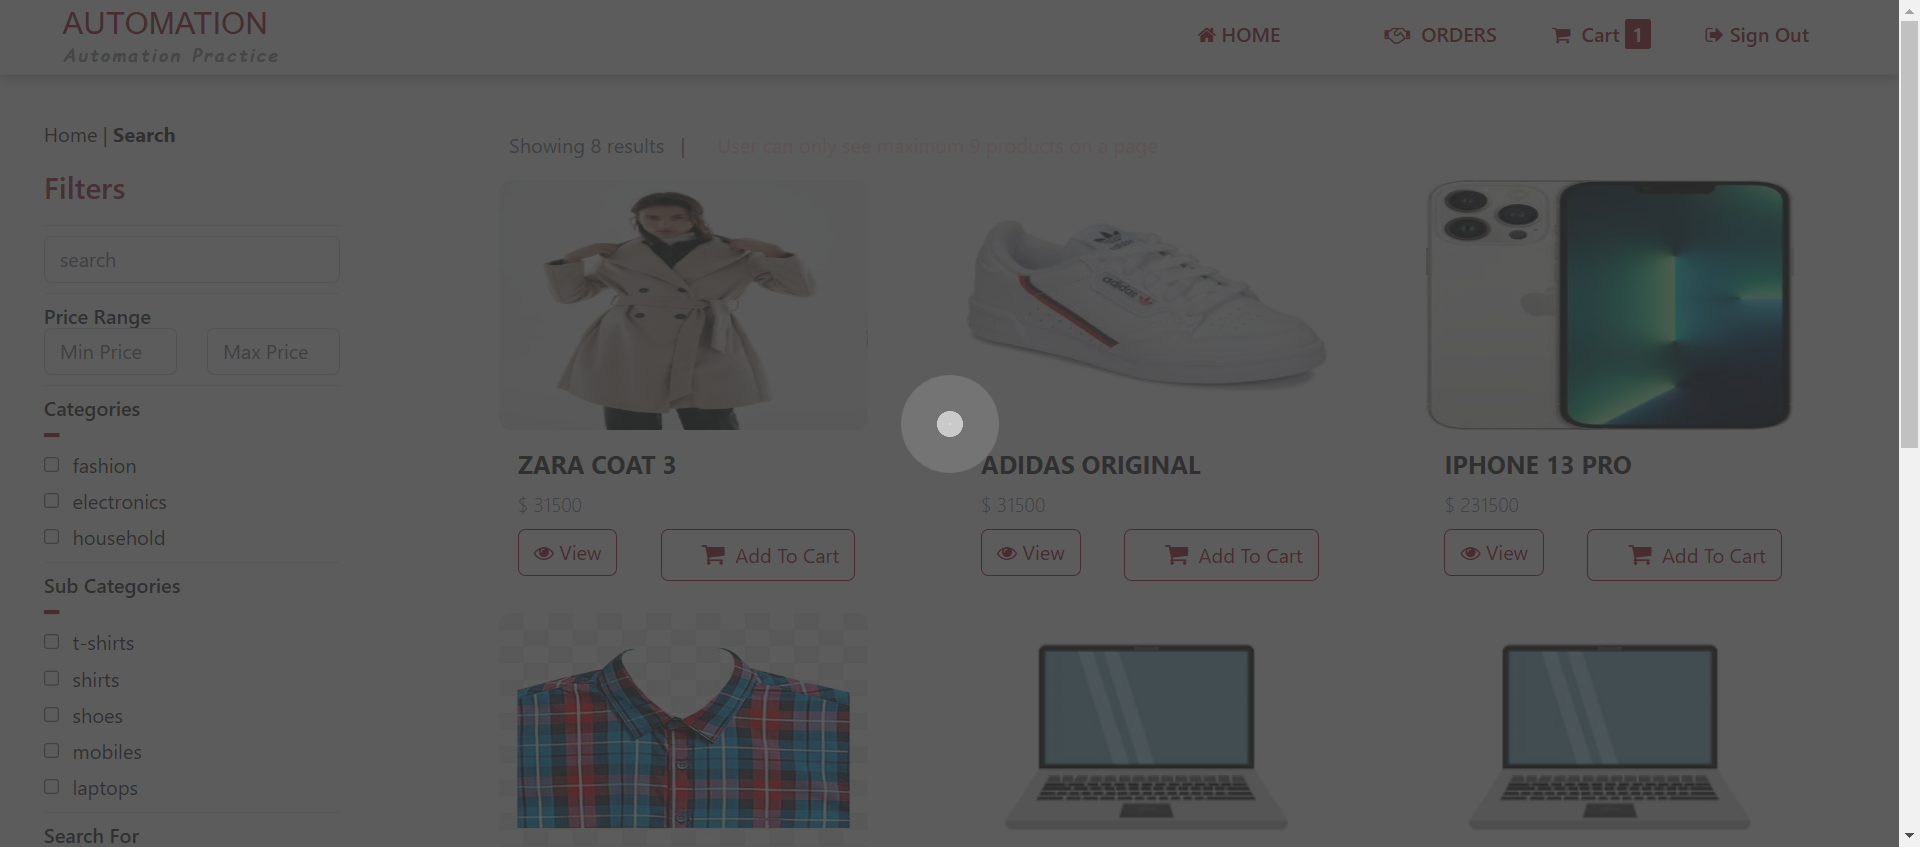 AUTOMATION
Automation Practice
HOME
ORDERS
Cart 1
Sign Out
Home | Search
Showing 8 results |
User can only see maximum 9 products on a page
Filters
search
Price Range
Min Price
Max Price
Categories
fashion
electronics
household
Sub Categories
t-shirts
shirts
shoes
mobiles
laptops
Search For
adidas
ZARA COAT 3
$ 31500
View
Add To Cart
ADIDAS ORIGINAL
$ 31500
View
Add To Cart
IPHONE 13 PRO
$ 231500
View
Add To Cart